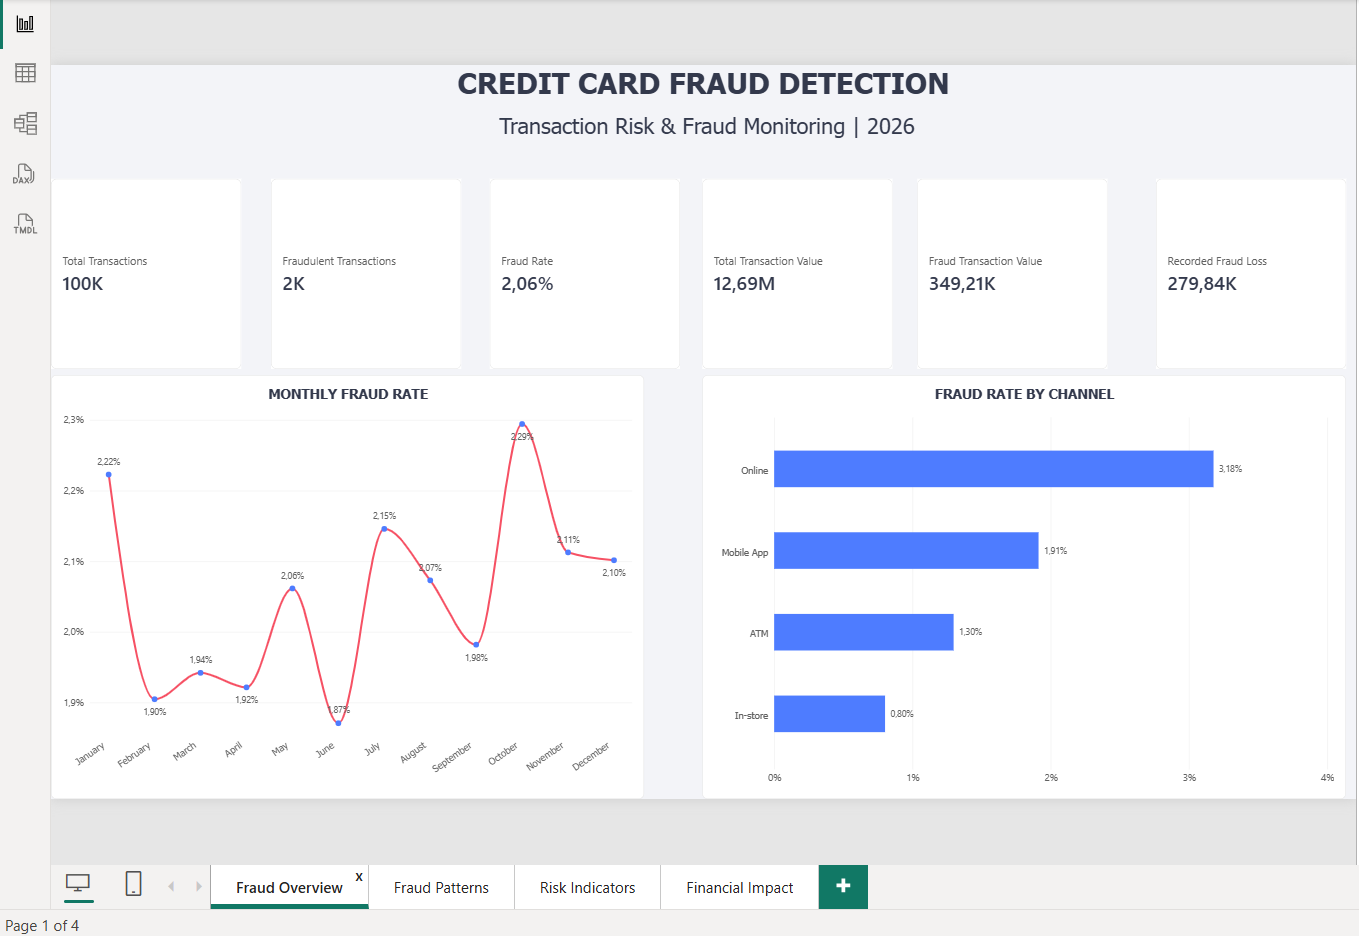 CREDIT CARD FRAUD DETECTION
Transaction Risk & Fraud Monitoring | 2026
DAX
TMDL
Total Transactions
100K
Fraudulent Transactions
2K
Fraud Rate
2,06%
Total Transaction Value
12,69M
Fraud Transaction Value
349,21K
Recorded Fraud Loss
279,84K
MONTHLY FRAUD RATE
2,3%
2,2%
2,1%
2,0%
1,9%
2,22%
1,90%
1,94%
1,92%
2,06%
1,87%
2,15%
2,07%
1,98%
2,29%
2,11%
2,10%
January
February
March
April
May
June
July
August
September
October
November
December
FRAUD RATE BY CHANNEL
Online
3,18%
Mobile App
1,91%
ATM
1,30%
In-store
0,80%
0%
1%
2%
3%
4%
Fraud Overview
x
Fraud Patterns
Risk Indicators
Financial Impact
+
Page 1 of 4